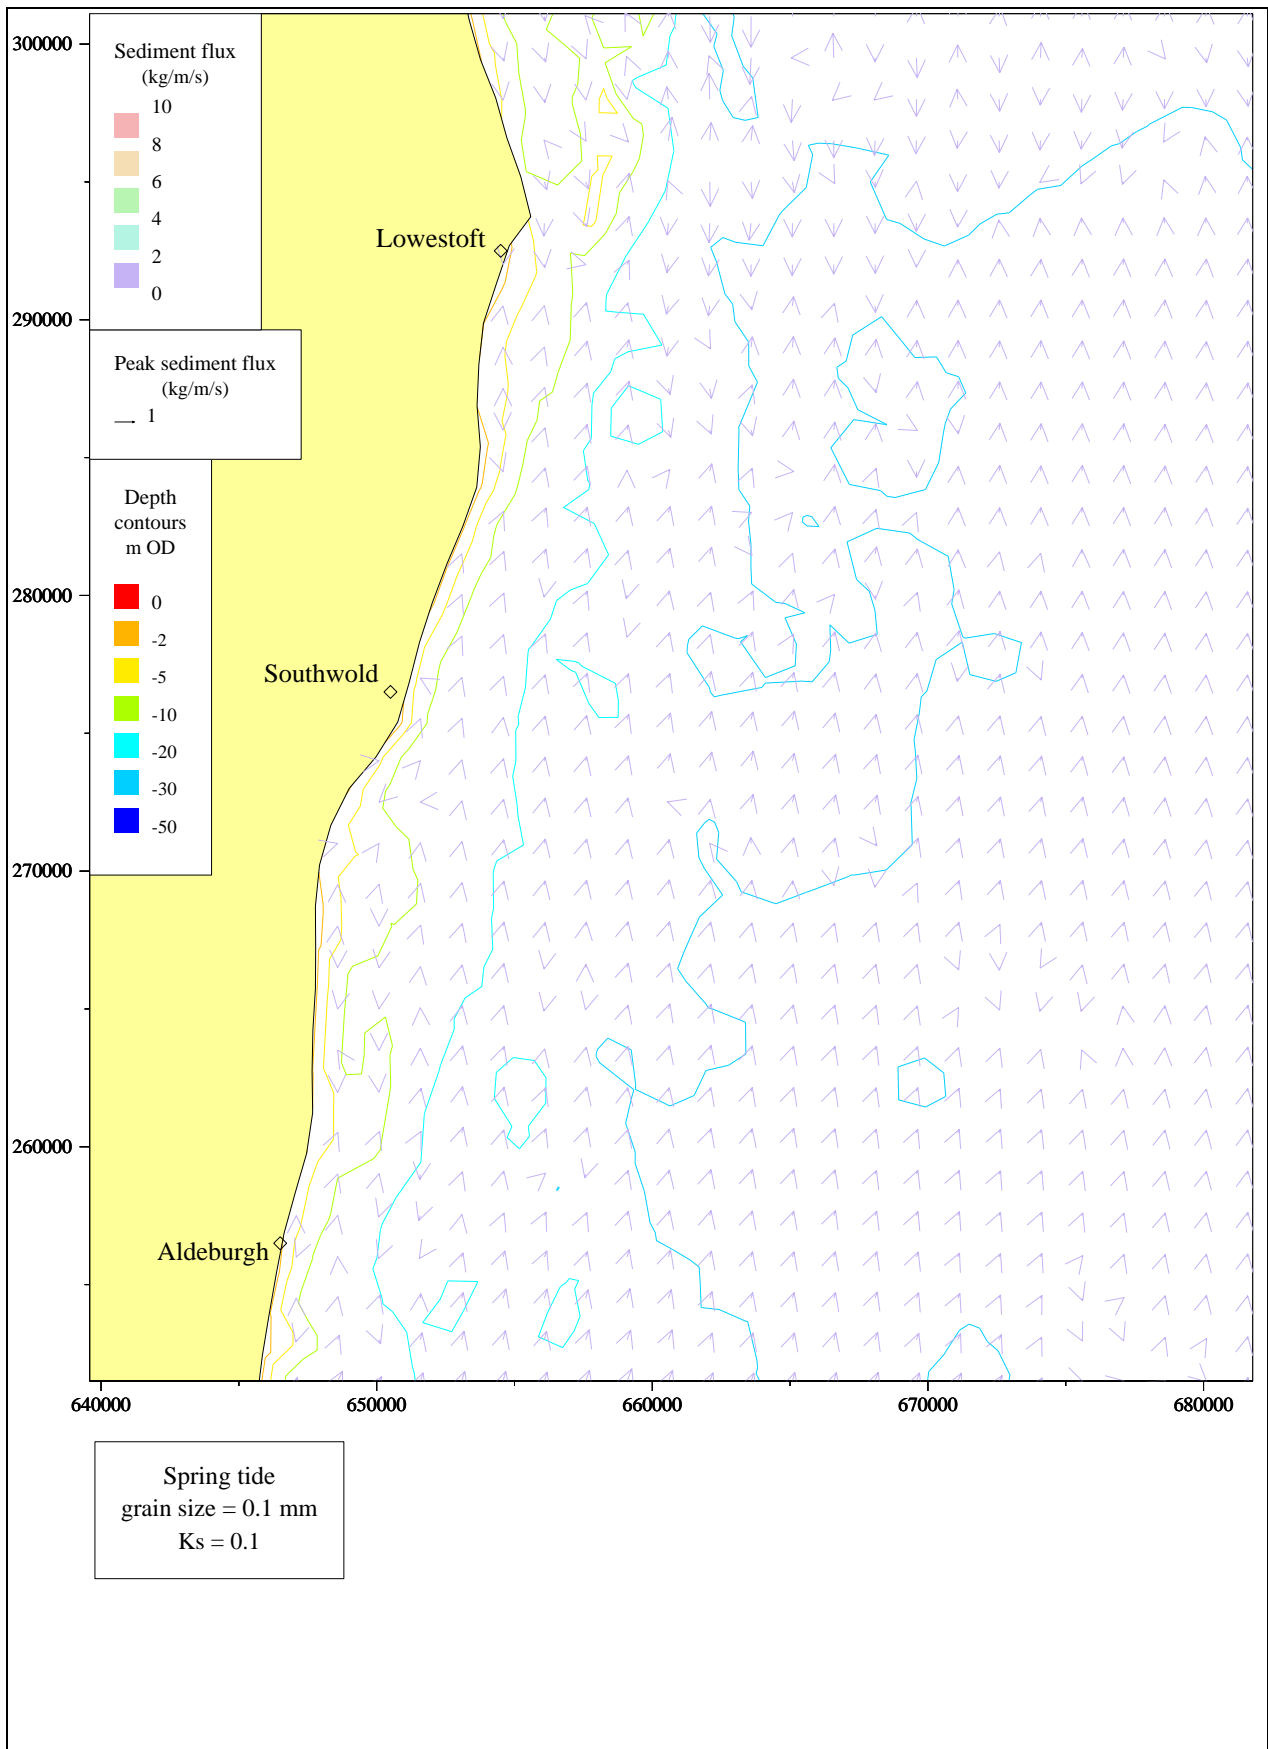 300000
290000
280000
270000
260000
Sediment flux
(kg/m/s)
10
8
6
4
2
0
Peak sediment flux
(kg/m/s)
1
Depth
contours
m OD
0
-2
-5
-10
-20
-30
-50
Lowestoft
Southwold
Aldeburgh
640000
650000
660000
670000
680000
Spring tide
grain size = 0.1 mm
Ks = 0.1